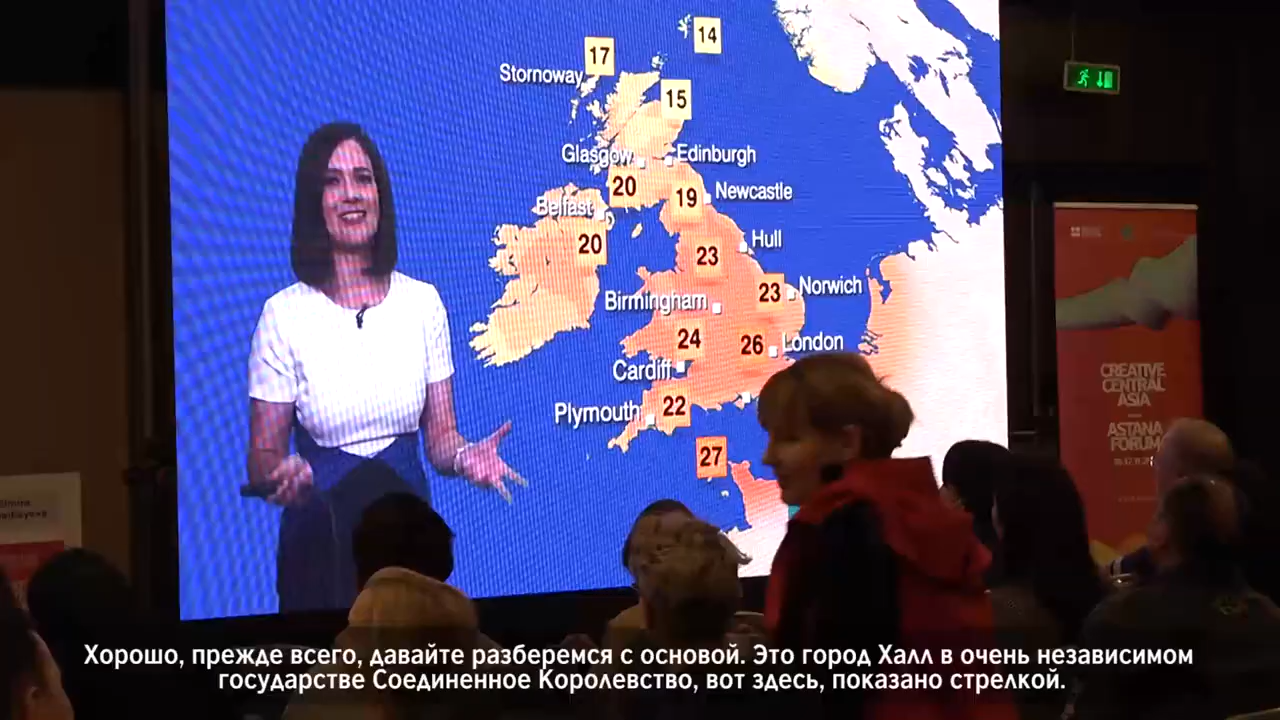 14
17
Stornoway
15
Glasgow
Edinburgh
20
19
Newcastle
Belfast
20
Hull
23
Birmingham
23
Norwich
24
26
London
Cardiff
Plymouth
22
27
CREATIVE
CENTRAL
ASIA
ASTANA
FORUM
Хорошо, прежде всего, давайте разберемся с основой. Это город Халл в очень независимом
государстве Соединенное Королевство, вот здесь, показано стрелкой.